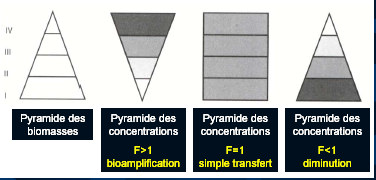 IV
III
II
I
Pyramide des
biomasses
Pyramide des
concentrations
F>1
bioamplification
Pyramide des
concentrations
F=1
simple transfert
Pyramide des
concentrations
F<1
diminution